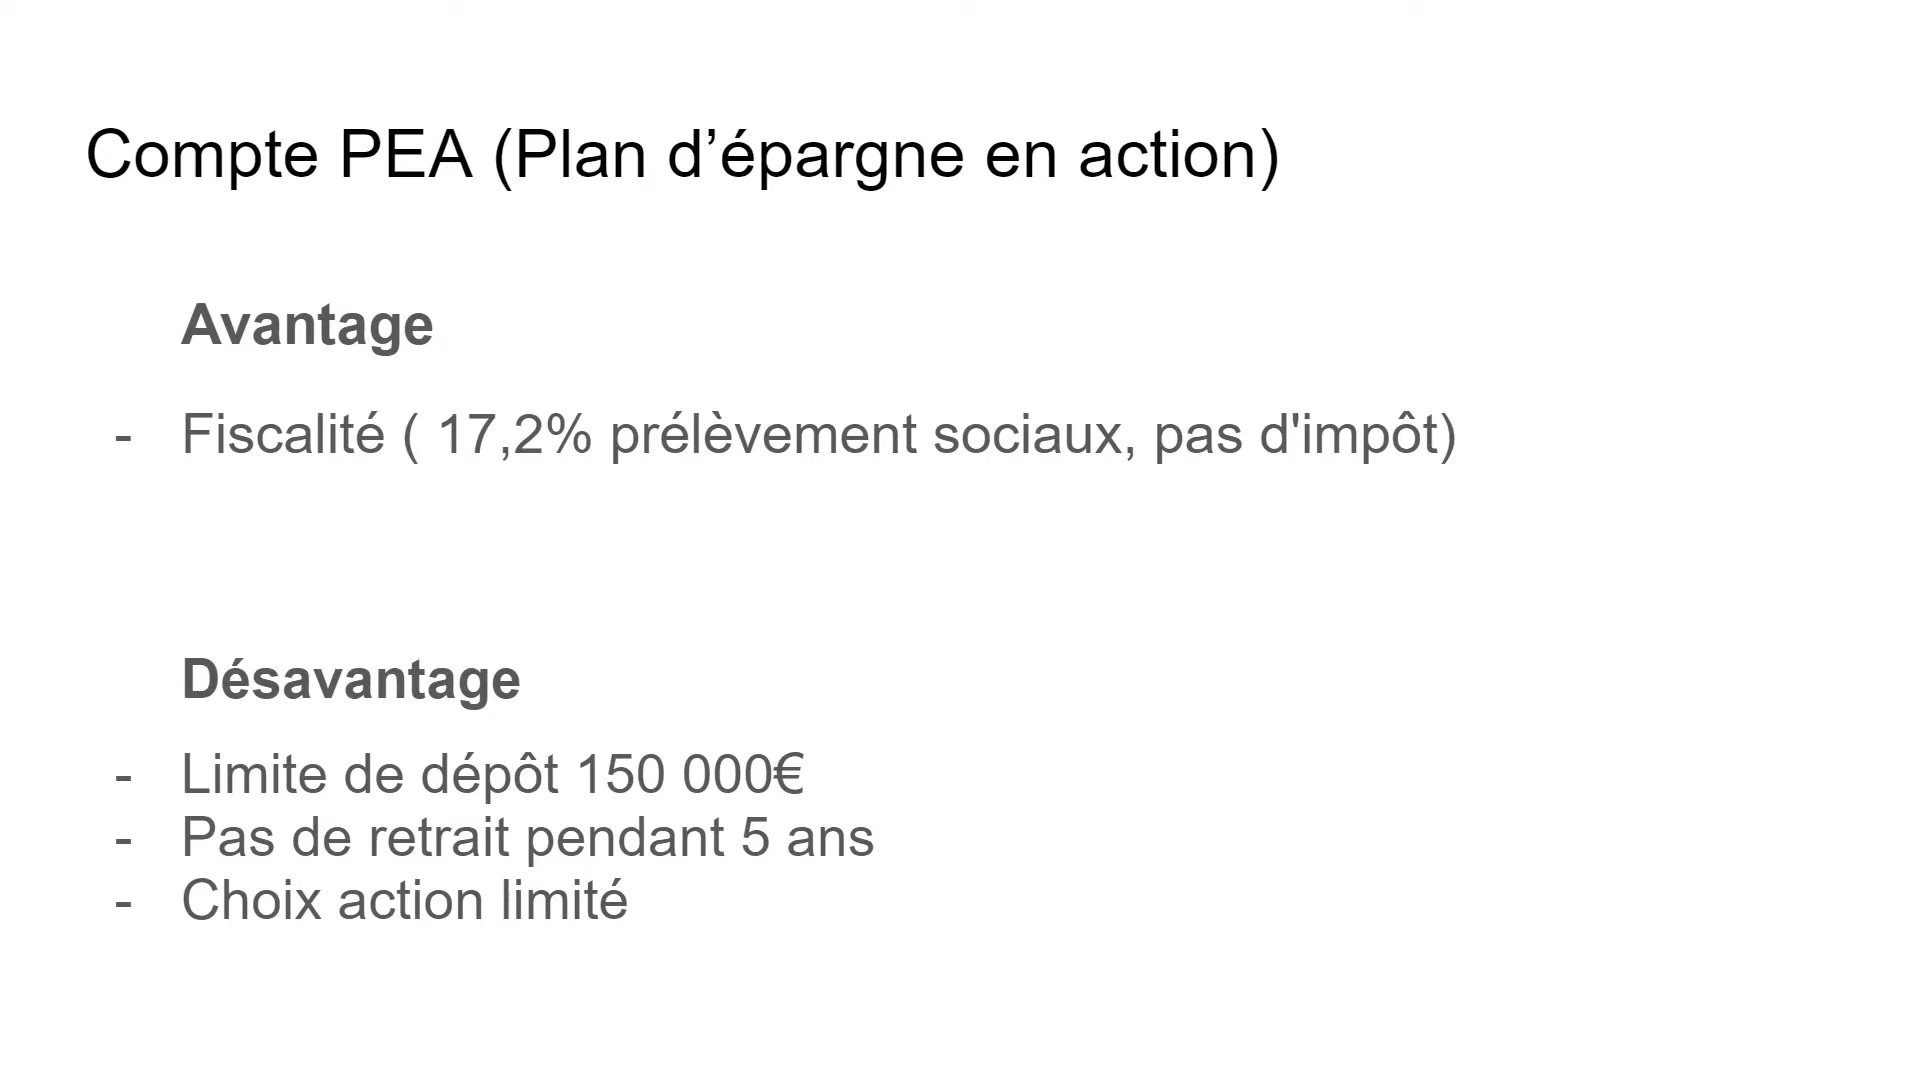 Compte PEA (Plan d’épargne en action)
Avantage
- Fiscalité ( 17,2% prélèvement sociaux, pas d'impôt)
Désavantage
- Limite de dépôt 150 000€
- Pas de retrait pendant 5 ans
- Choix action limité